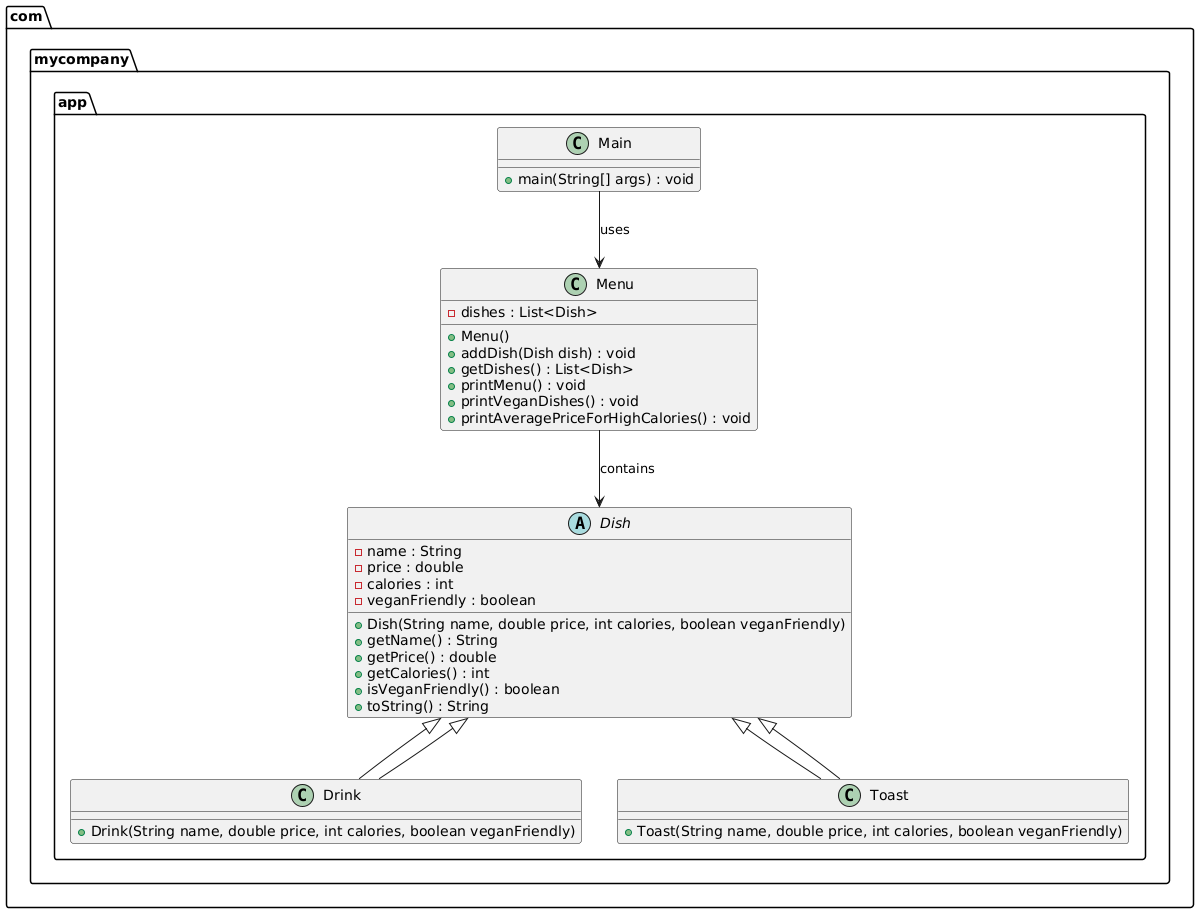 com
mycompany
app
C Main
main(String[] args) : void
uses
C Menu
dishes : List<Dish>
Menu()
addDish(Dish dish) : void
getDishes() : List<Dish>
printMenu() : void
printVeganDishes() : void
printAveragePriceForHighCalories() : void
contains
A Dish
name : String
price : double
calories : int
veganFriendly : boolean
Dish(String name, double price, int calories, boolean veganFriendly)
getName() : String
getPrice() : double
getCalories() : int
isVeganFriendly() : boolean
toString() : String
C Drink
Drink(String name, double price, int calories, boolean veganFriendly)
C Toast
Toast(String name, double price, int calories, boolean veganFriendly)